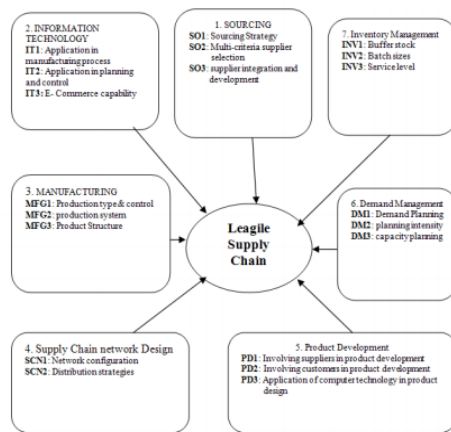 2. INFORMATION
TECHNOLOGY
IT1: Application in
manufacturing process
IT2: Application in planning
and control
IT3: E- Commerce capability
1. SOURCING
SO1: Sourcing Strategy
SO2: Multi-criteria supplier
selection
SO3: supplier integration and
development
7. Inventory Management
INV1: Buffer stock
INV2: Batch sizes
INV3: Service level
3. MANUFACTURING
MFG1: Production type & control
MFG2: production system
MFG3: Product Structure
Leagile
Supply
Chain
6. Demand Management
DM1: Demand Planning
DM2: planning intensity
DM3: capacity planning
4. Supply Chain network Design
SCN1: Network configuration
SCN2: Distribution strategies
5. Product Development
PD1: Involving suppliers in product development
PD2: Involving customers in product development
PD3: Application of computer technology in product
design